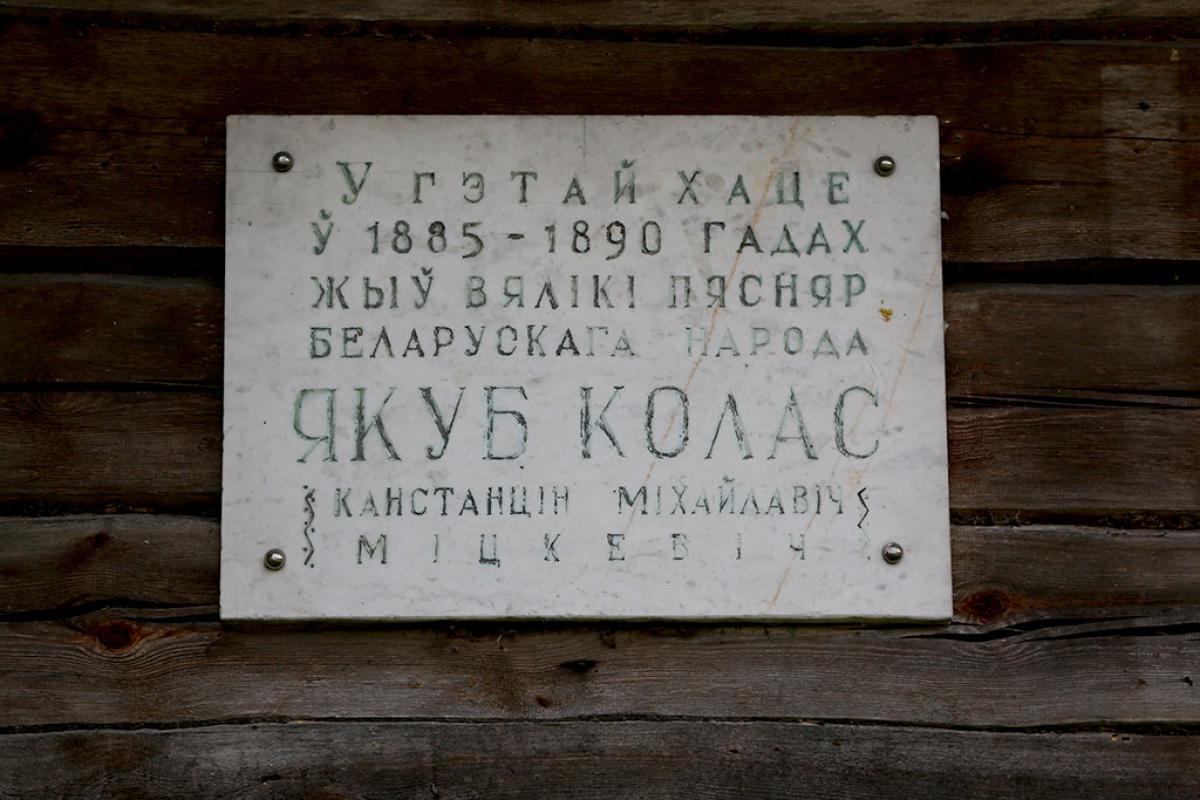 У ГЭТАЙ ХАЦЕ
Ў 1885-1890 ГАДАХ
ЖЫЎ ВЯЛІКІ ПЯСНЯР
БЕЛАРУСКАГА НАРОДА
ЯКУБ КОЛАС
КАНСТАНЦІН МІХАЙЛАВІЧ
МІЦКЕВІЧ